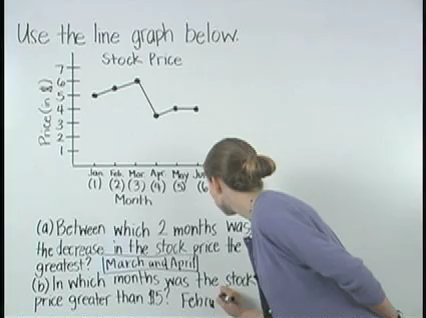 Use the line graph below.
Stock Price
Price (in $)
7
6
5
4
3
2
1
Jan. Feb. Mar. Apr. May
(1) (2) (3) (4) (5) (6
Month
(a) Between which 2 months was
the decrease in the stock price the
greatest? March and April
(b) In which months was the stock
price greater than $5? Febru